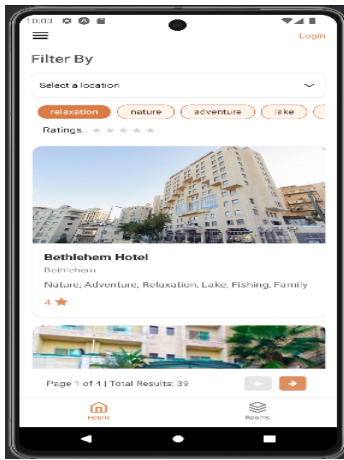 10:03
Login
Filter By
Select a location
relaxation nature adventure lake
Ratings
Bethlehem Hotel
Bethlehem
Nature, Adventure, Relaxation, Lake, Fishing, Family
4
Page 1 of 4 | Total Results: 39
Hotels Rooms